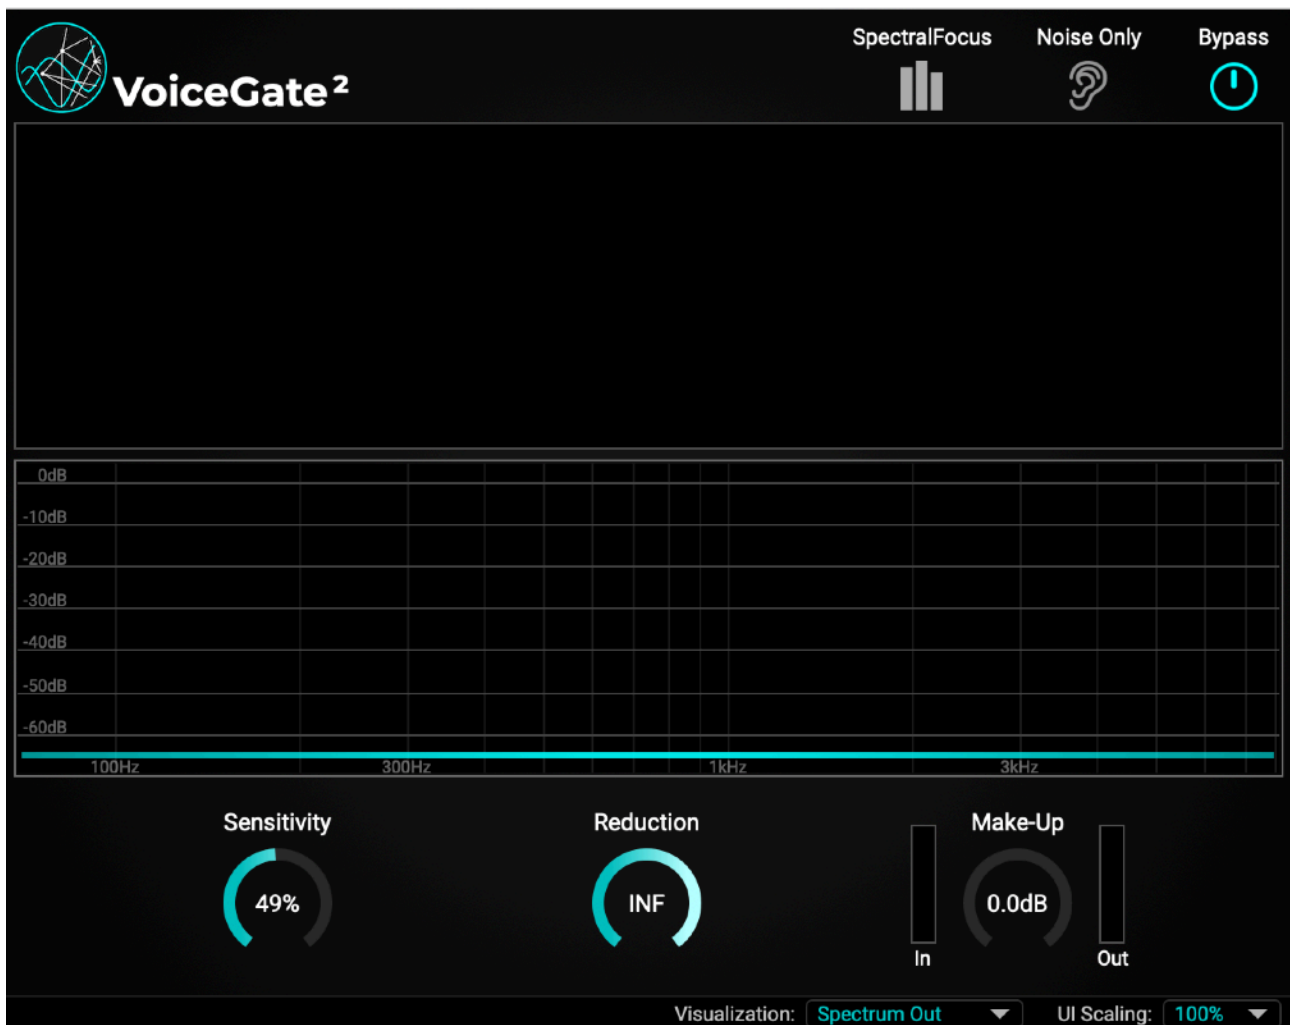 SpectralFocus Noise Only Bypass
VoiceGate²
0dB
-10dB
-20dB
-30dB
-40dB
-50dB
-60dB
100Hz 300Hz 1kHz 3kHz
Sensitivity Reduction Make-Up
49% INF 0.0dB
In Out
Visualization: Spectrum Out UI Scaling: 100%